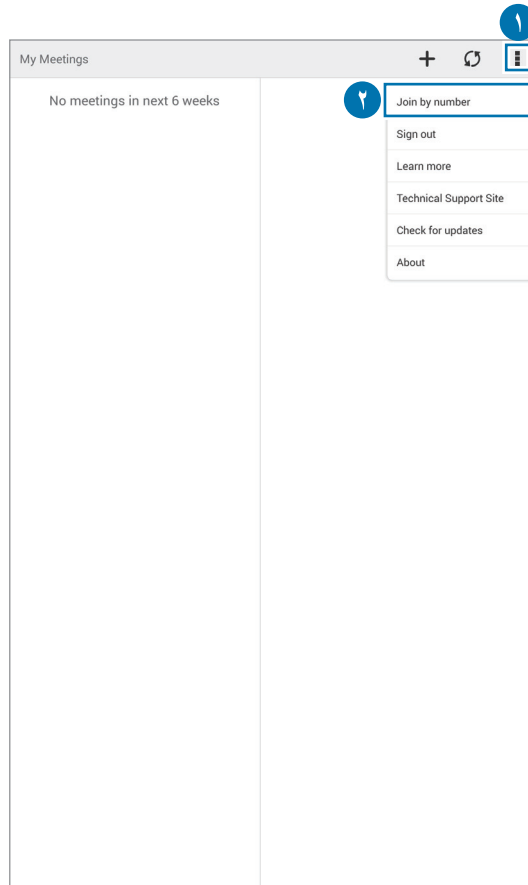 ١
My Meetings
No meetings in next 6 weeks
٢
Join by number
Sign out
Learn more
Technical Support Site
Check for updates
About